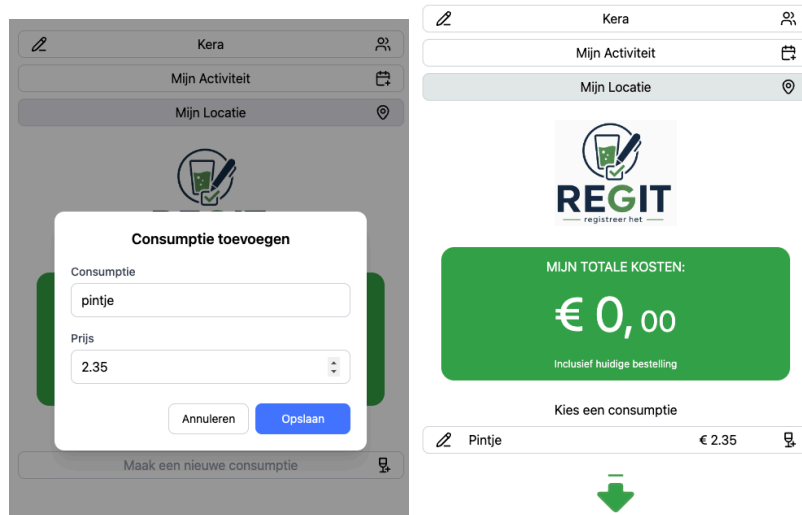 Kera
Mijn Activiteit
Mijn Locatie
Consumptie toevoegen
Consumptie
pintje
Prijs
2.35
Annuleren
Opslaan
Maak een nieuwe consumptie
Kera
Mijn Activiteit
Mijn Locatie
REGIT
registreer het
MIJN TOTALE KOSTEN:
€ 0, 00
Inclusief huidige bestelling
Kies een consumptie
Pintje € 2.35